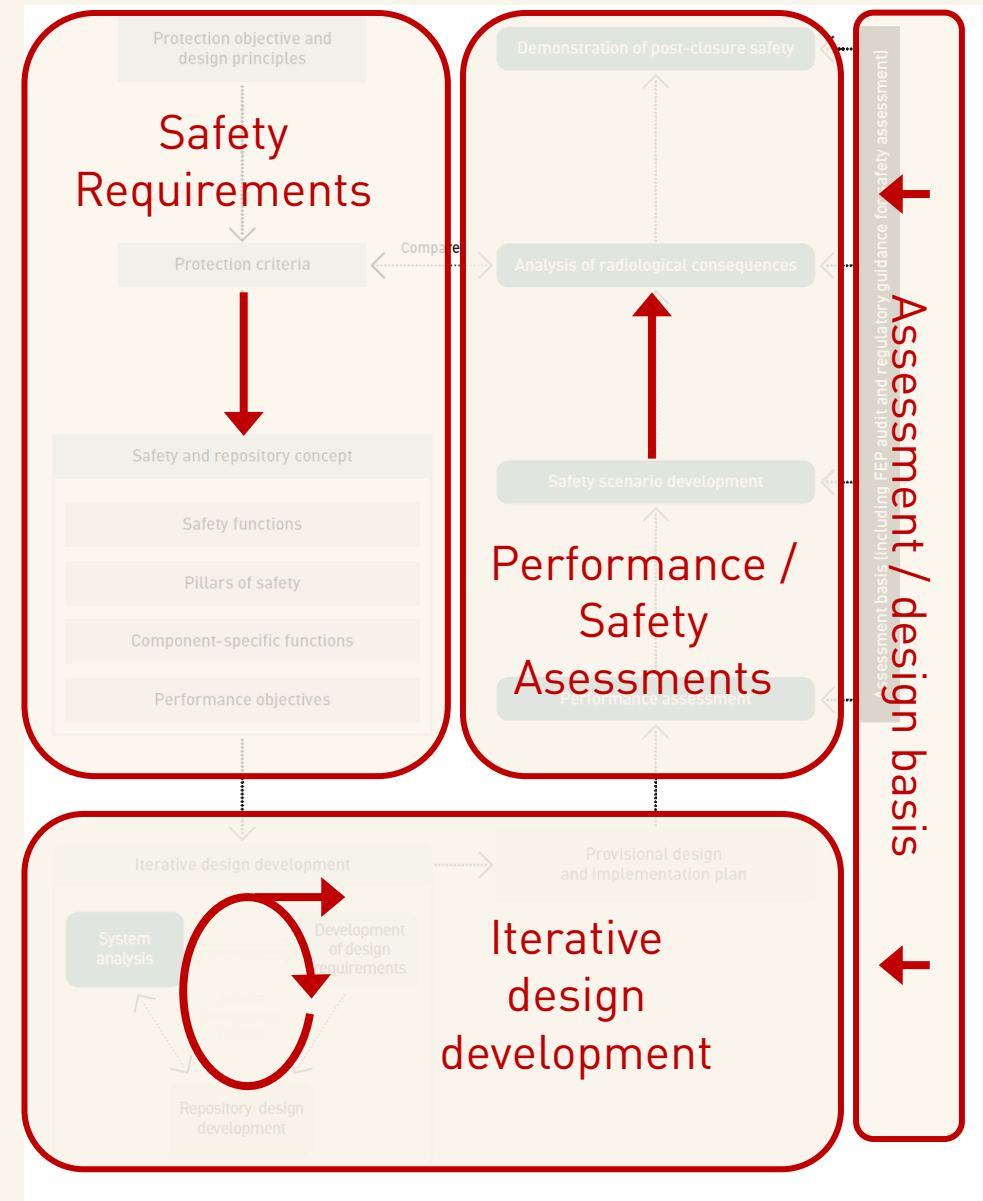 Protection objective and
design principles
Safety
Requirements
Protection criteria
Compare
Safety and repository concept
Safety functions
Pillars of safety
Component-specific functions
Performance objectives
Demonstration of post-closure safety
Analysis of radiological consequences
Safety scenario development
Performance /
Safety
Asessments
Performance assessment
Assessment basis (including FEP audit and regulatory guidance for safety assessment)
Assessment / design basis
Iterative design development
Provisional design
and implementation plan
System
analysis
Development
of design
requirements
Iterative
design
development
Repository design
development